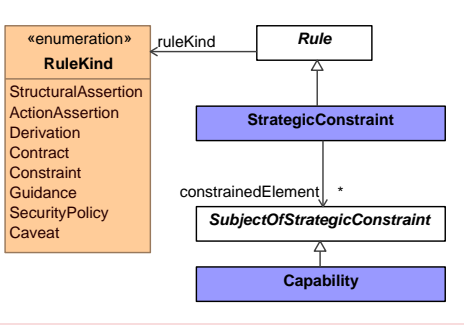 «enumeration»
RuleKind
StructuralAssertion
ActionAssertion
Derivation
Contract
Constraint
Guidance
SecurityPolicy
Caveat
ruleKind
Rule
StrategicConstraint
constrainedElement *
SubjectOfStrategicConstraint
Capability